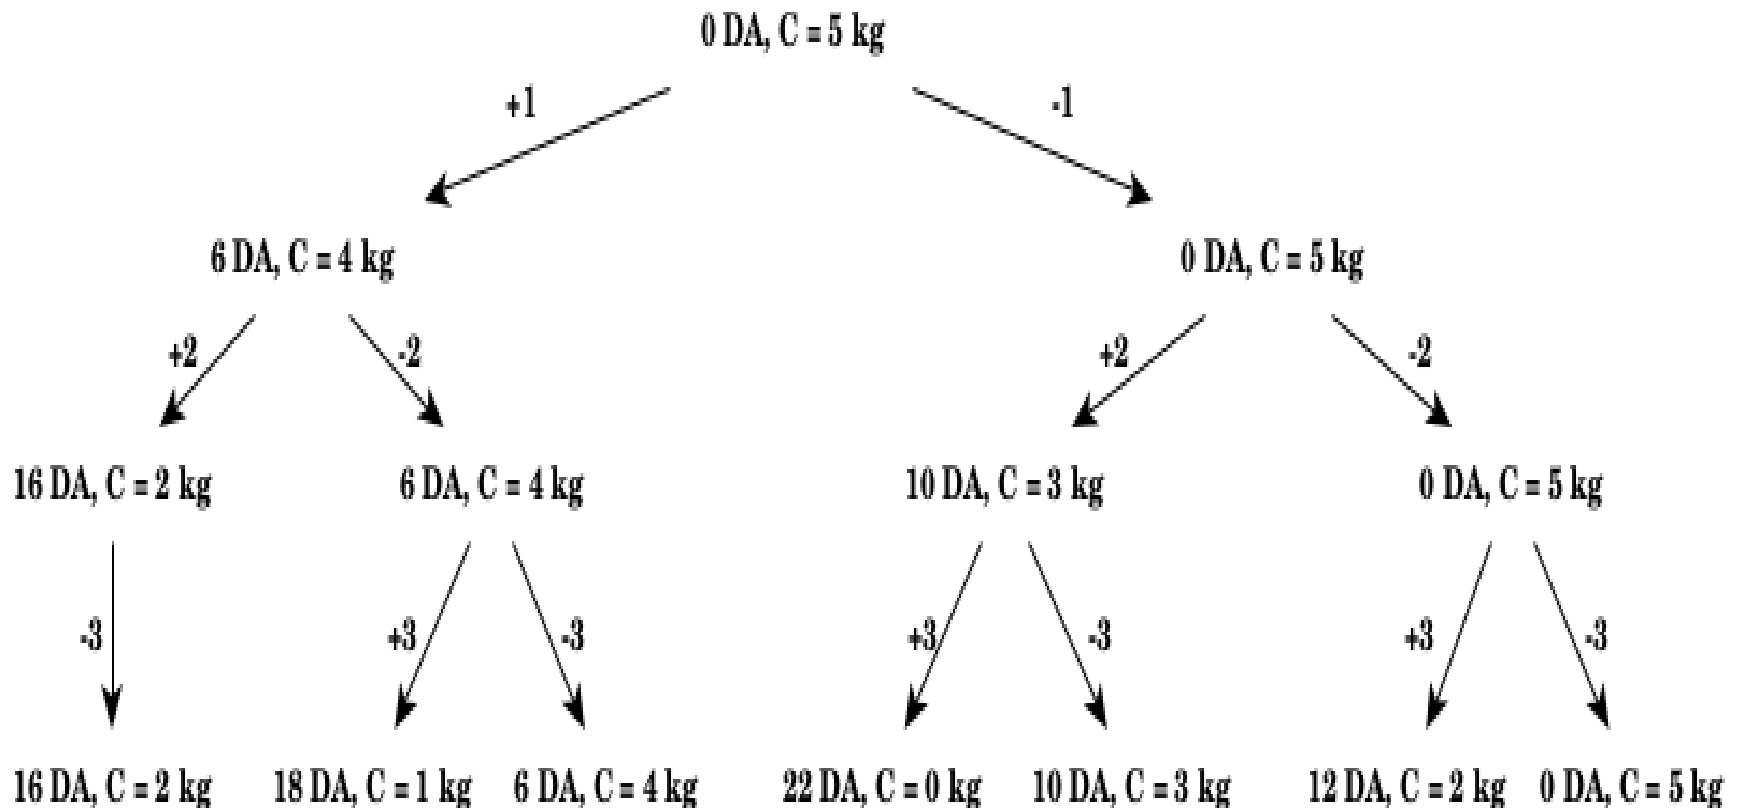 0 DA, C = 5 kg
+1
-1
6 DA, C = 4 kg
0 DA, C = 5 kg
+2
-2
+2
-2
16 DA, C = 2 kg
6 DA, C = 4 kg
10 DA, C = 3 kg
0 DA, C = 5 kg
-3
+3
-3
+3
-3
+3
-3
16 DA, C = 2 kg
18 DA, C = 1 kg
6 DA, C = 4 kg
22 DA, C = 0 kg
10 DA, C = 3 kg
12 DA, C = 2 kg
0 DA, C = 5 kg